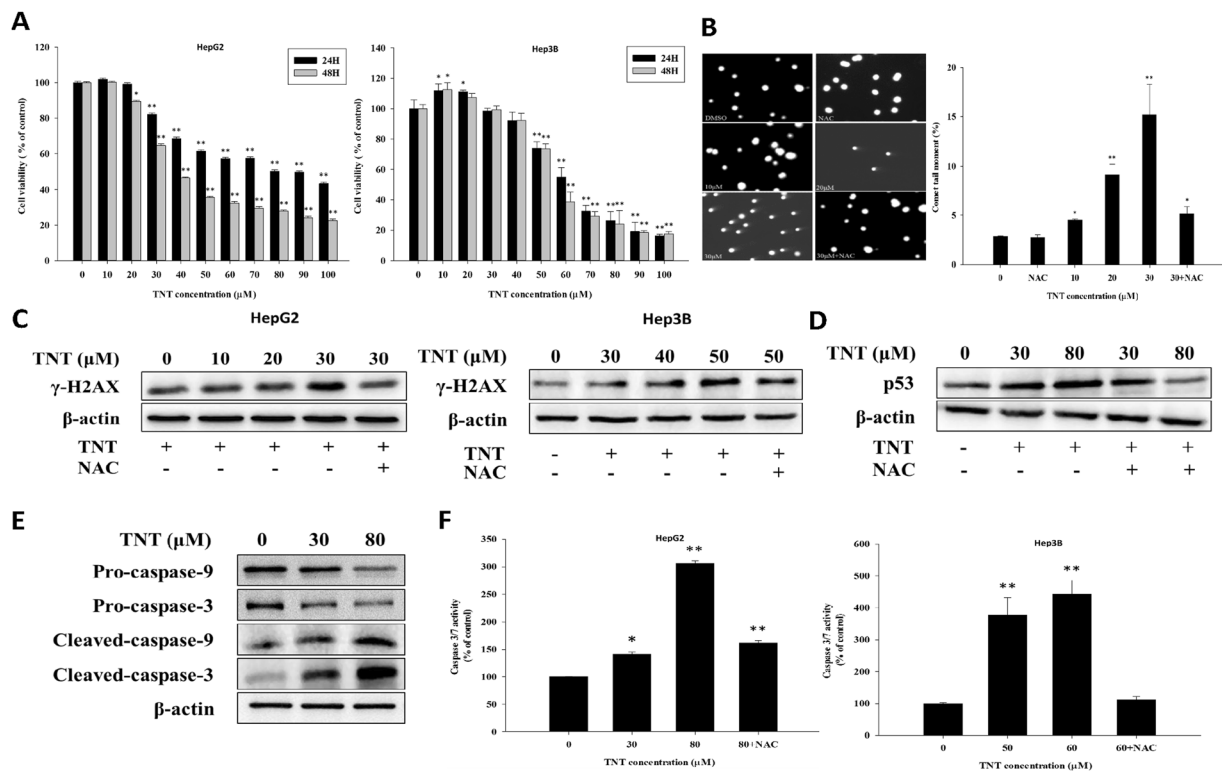 A
HepG2
Cell viability (% of control)
120
100
80
60
40
20
0
24H
48H
* ** ** ** ** ** ** ** ** ** ** ** ** ** ** ** **
0 10 20 30 40 50 60 70 80 90 100
TNT concentration (μM)
Hep3B
Cell viability ( % of control)
140
120
100
80
60
40
20
0
24H
48H
* * * ** ** ** ** ** ** ** ** ** ** ** **
0 10 20 30 40 50 60 70 80 90 100
TNT concentration (μM)
B
DMSO
NAC
10μM
20μM
30μM
30μM+NAC
Comet tail moment (%)
20
15
10
5
0
* ** ** *
0 NAC 10 20 30 30+NAC
TNT concentration (μM)
C
HepG2
TNT (μM) 0 10 20 30 30
γ-H2AX
β-actin
TNT + + + + +
NAC - - - - +
Hep3B
TNT (μM) 0 30 40 50 50
γ-H2AX
β-actin
TNT - + + + +
NAC - - - - +
D
TNT (μM) 0 30 80 30 80
p53
β-actin
TNT - + + + +
NAC - - - + +
E
TNT (μM) 0 30 80
Pro-caspase-9
Pro-caspase-3
Cleaved-caspase-9
Cleaved-caspase-3
β-actin
F
HepG2
Caspase 3/7 activity
(% of control)
350
300
250
200
150
100
50
0
* ** **
0 30 80 80+NAC
TNT concentration (μM)
Hep3B
Caspase 3/7 activity
(% of control)
600
500
400
300
200
100
0
** **
0 50 60 60+NAC
TNT concentration (μM)